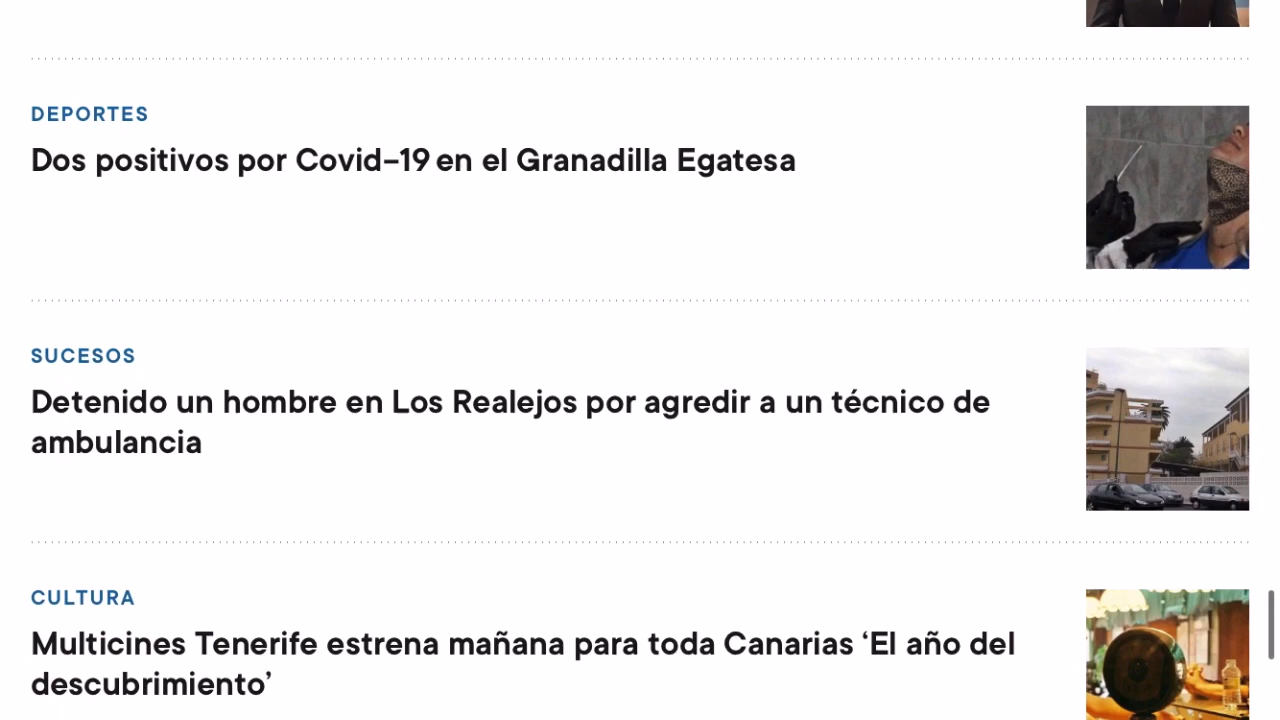 DEPORTES
Dos positivos por Covid-19 en el Granadilla Egatesa
SUCESOS
Detenido un hombre en Los Realejos por agredir a un técnico de
ambulancia
CULTURA
Multicines Tenerife estrena mañana para toda Canarias ‘El año del
descubrimiento’